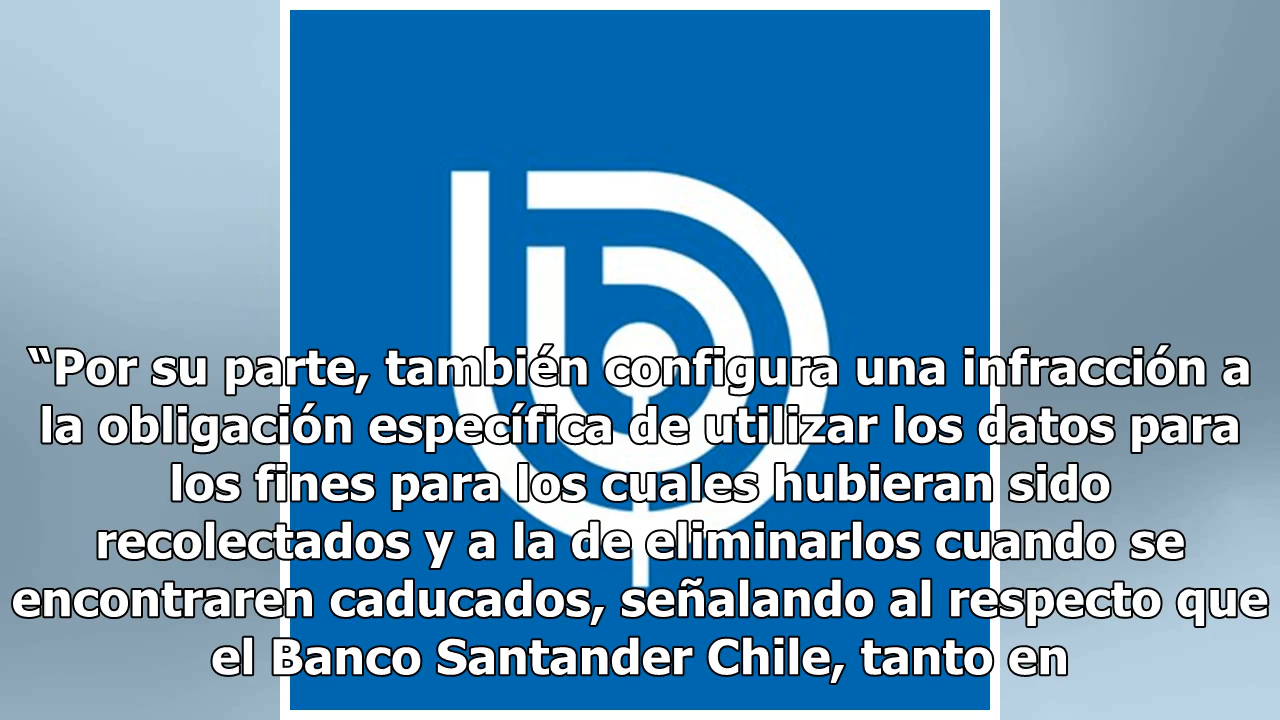 “Por su parte, también configura una infracción a
la obligación específica de utilizar los datos para
los fines para los cuales hubieran sido
recolectados y a la de eliminarlos cuando se
encontraren caducados, señalando al respecto que
el Banco Santander Chile, tanto en